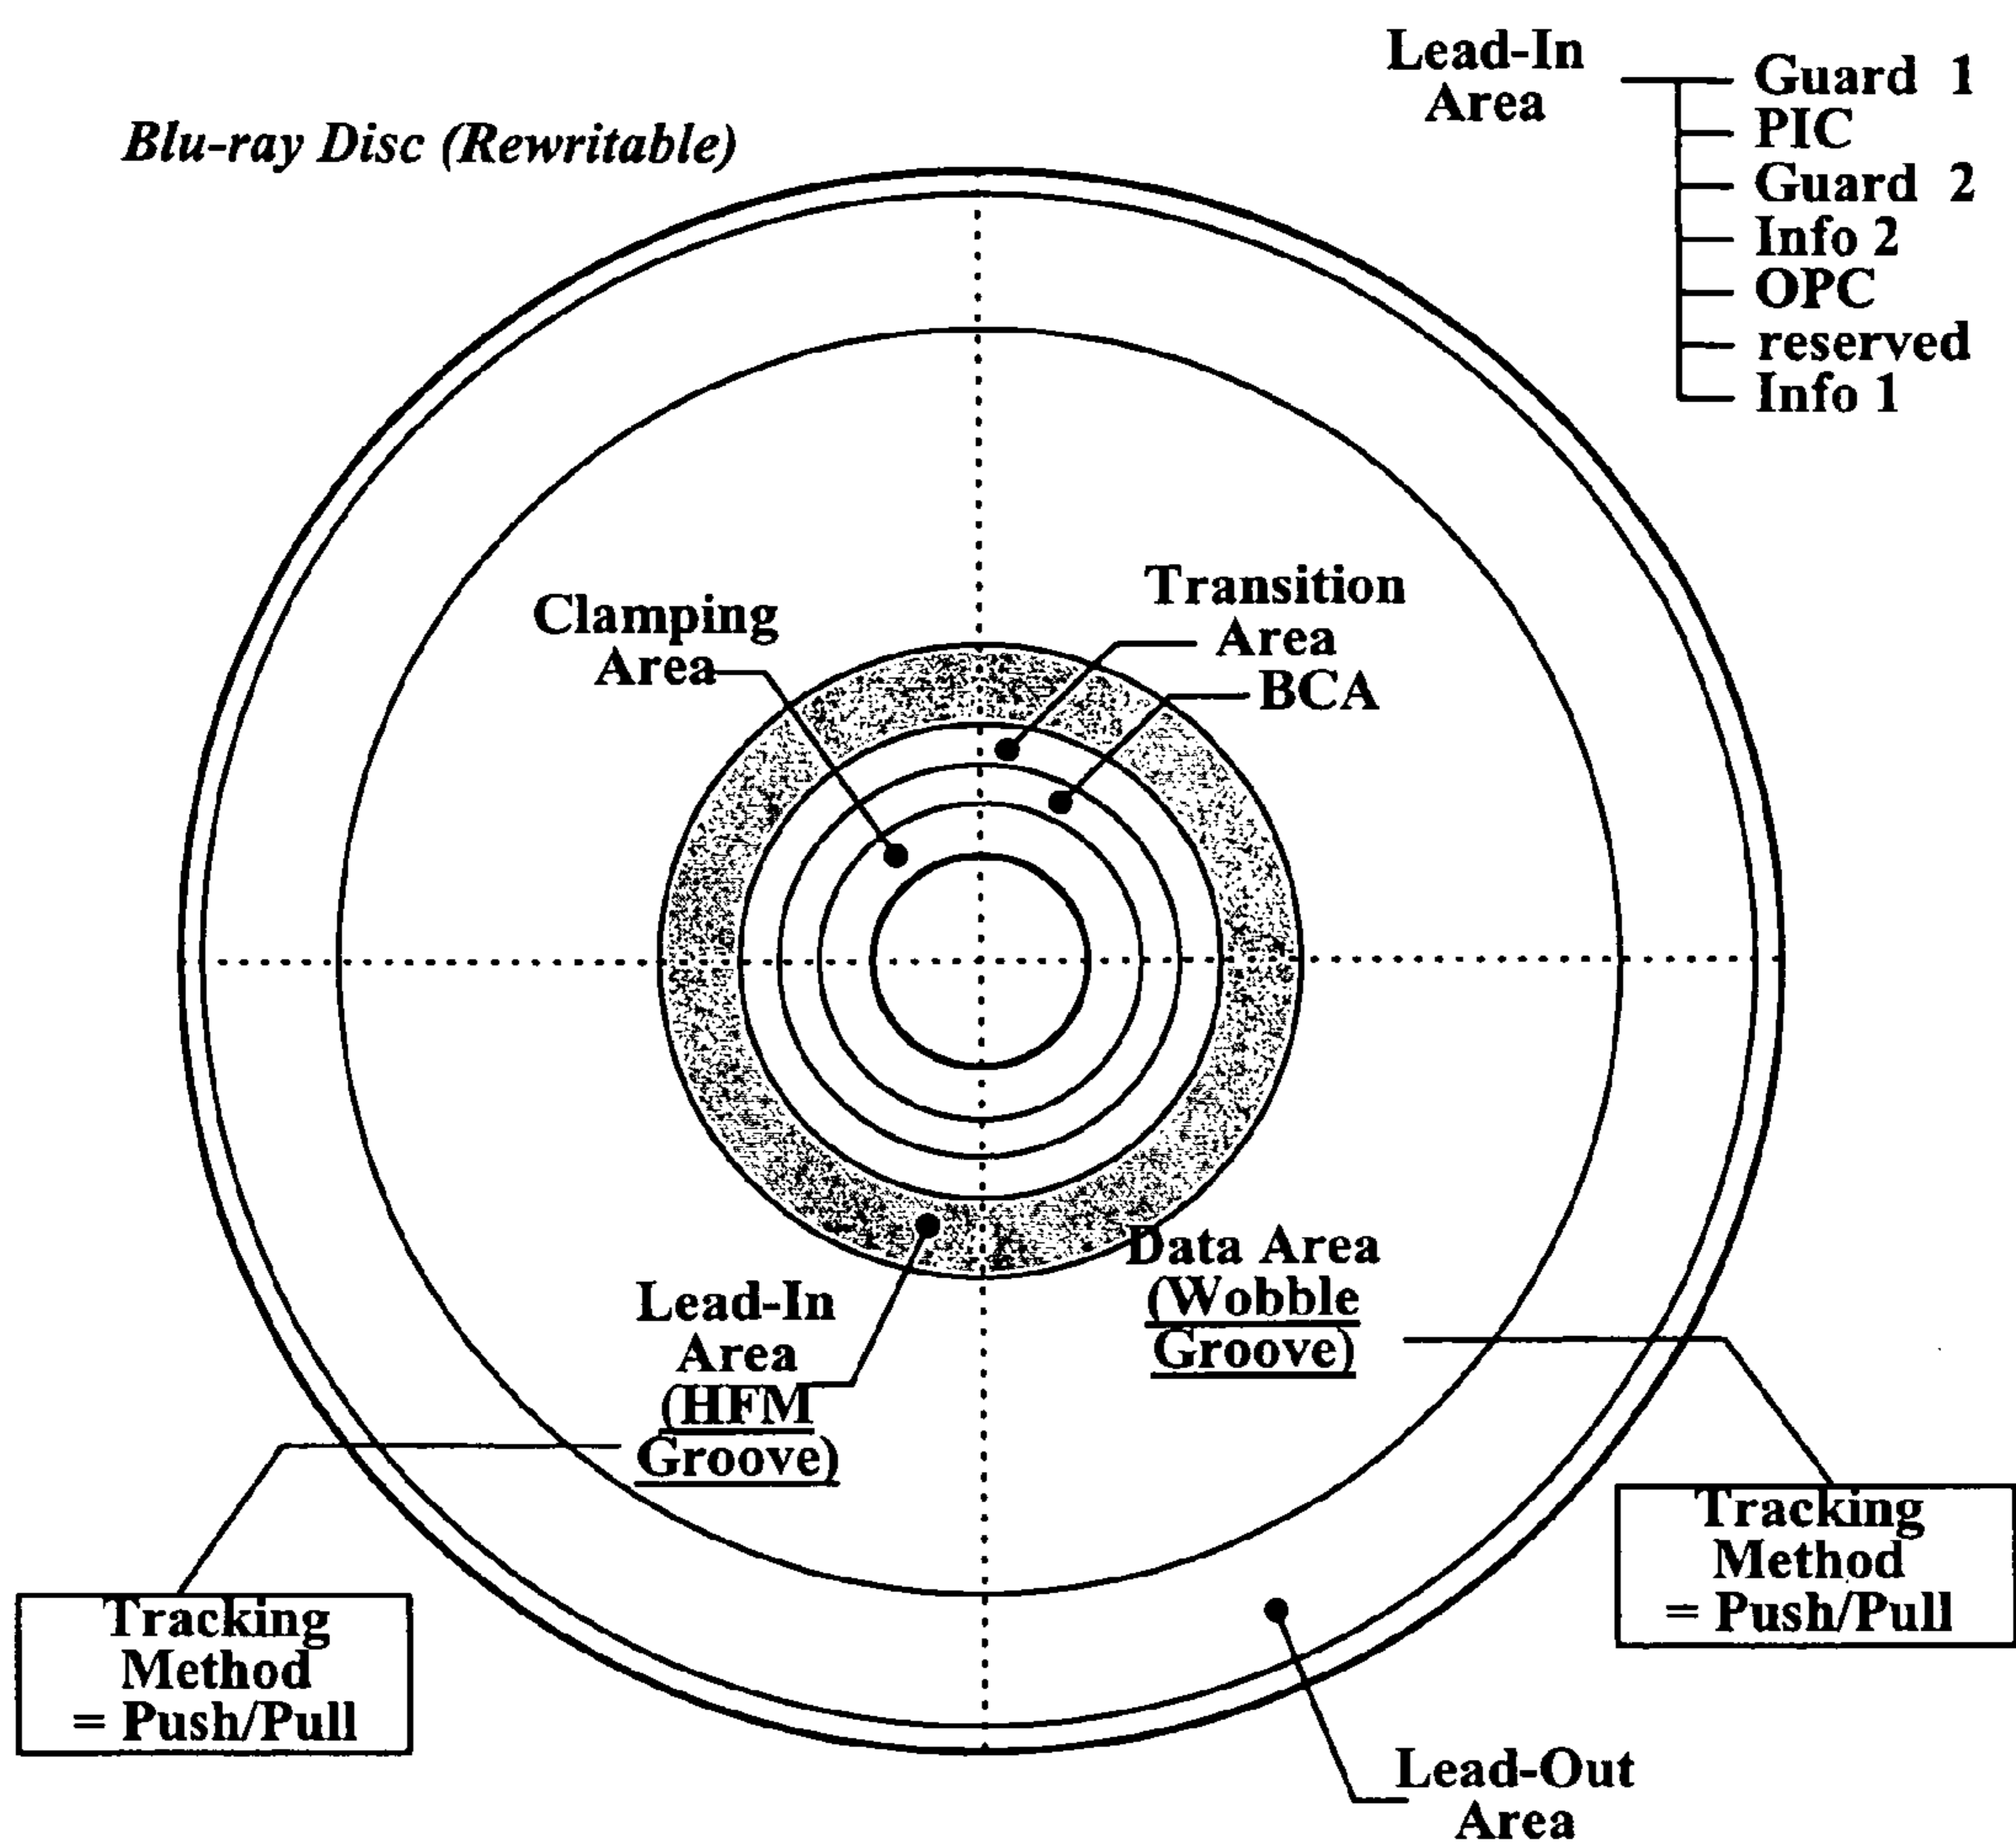 Blu-ray Disc (Rewritable)
Lead-In
Area
Guard 1
PIC
Guard 2
Info 2
OPC
reserved
Info 1
Clamping
Area
Transition
Area
BCA
Lead-In
Area
(HFM
Groove)
Data Area
(Wobble
Groove)
Tracking
Method
= Push/Pull
Tracking
Method
= Push/Pull
Lead-Out
Area